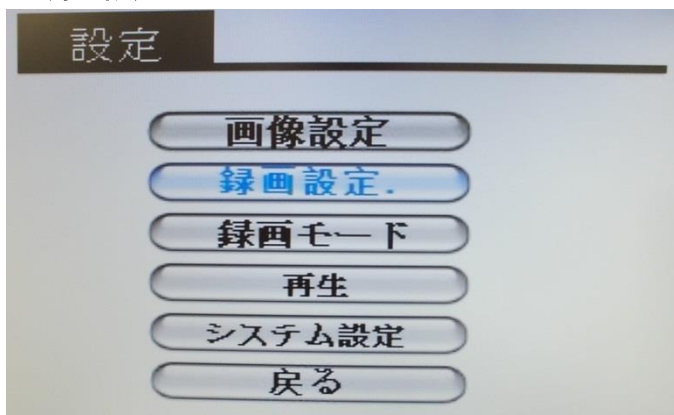 設定
画像設定
録画設定.
録画モード
再生
システム設定
戻る